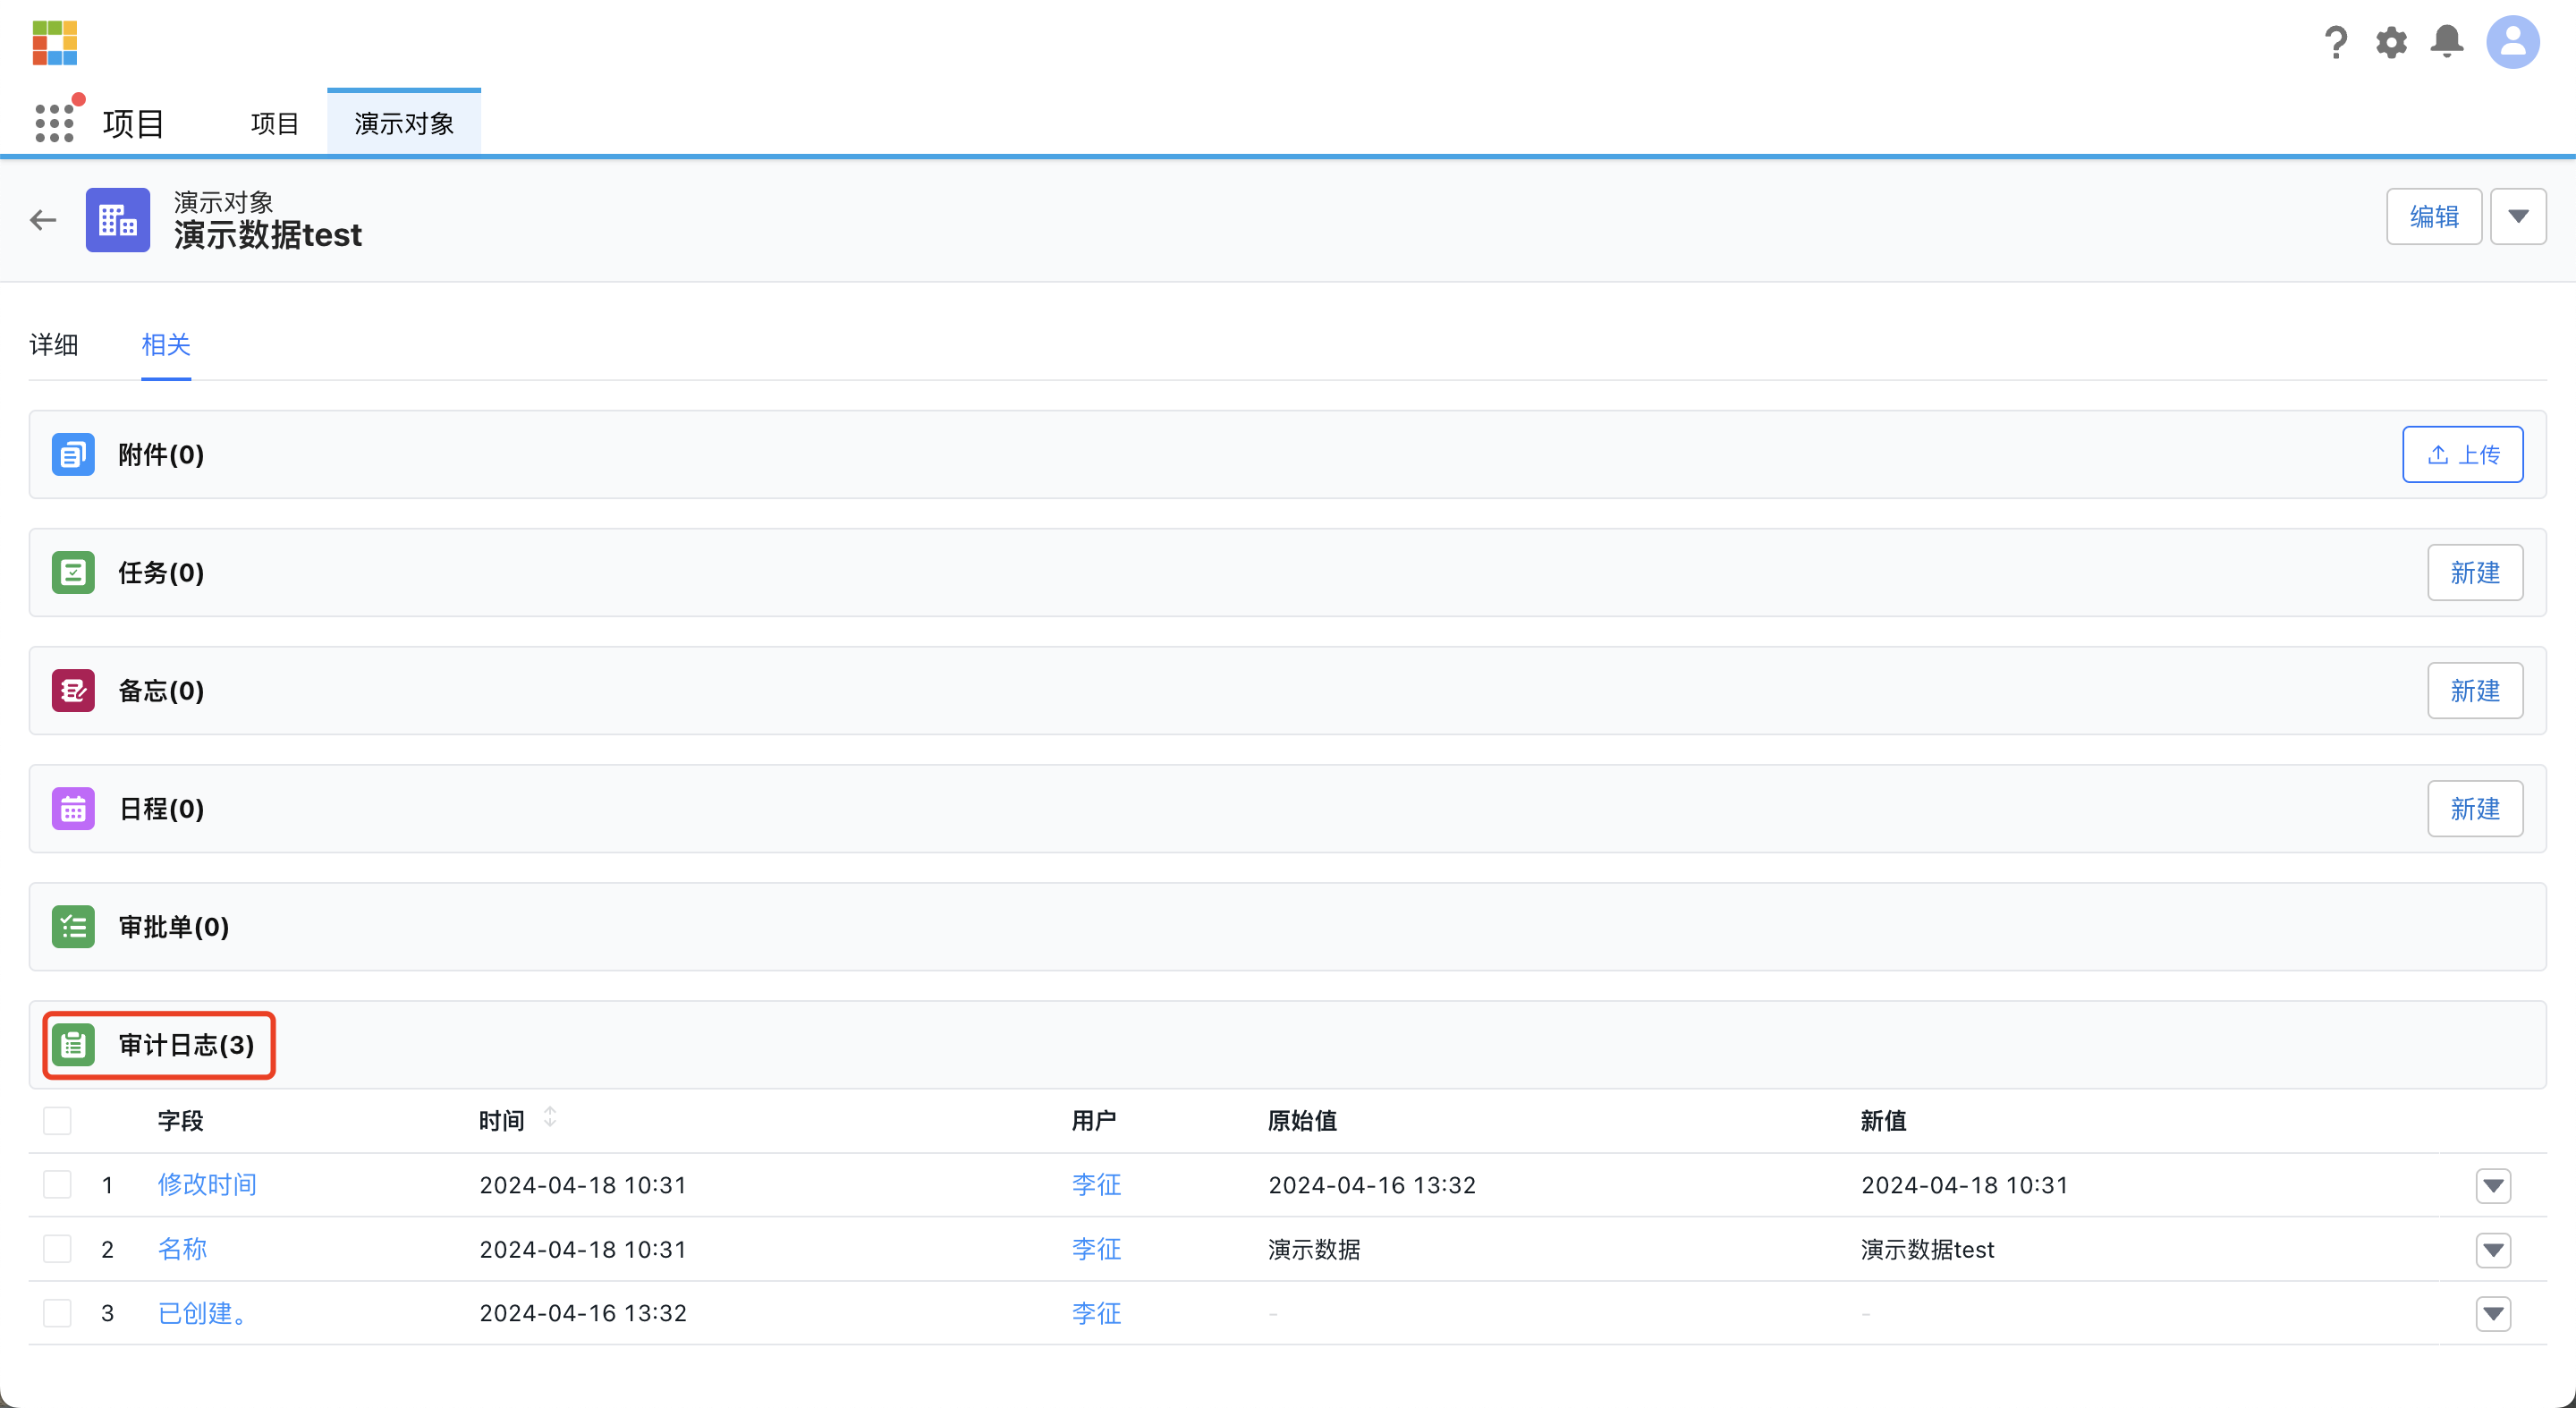 项目 项目 演示对象
演示对象
演示数据test
编辑
详细 相关
附件(0) 上传
任务(0) 新建
备忘(0) 新建
日程(0) 新建
审批单(0)
审计日志(3)
字段 时间 用户 原始值 新值
1 修改时间 2024-04-18 10:31 李征 2024-04-16 13:32 2024-04-18 10:31
2 名称 2024-04-18 10:31 李征 演示数据 演示数据test
3 已创建。 2024-04-16 13:32 李征 - -